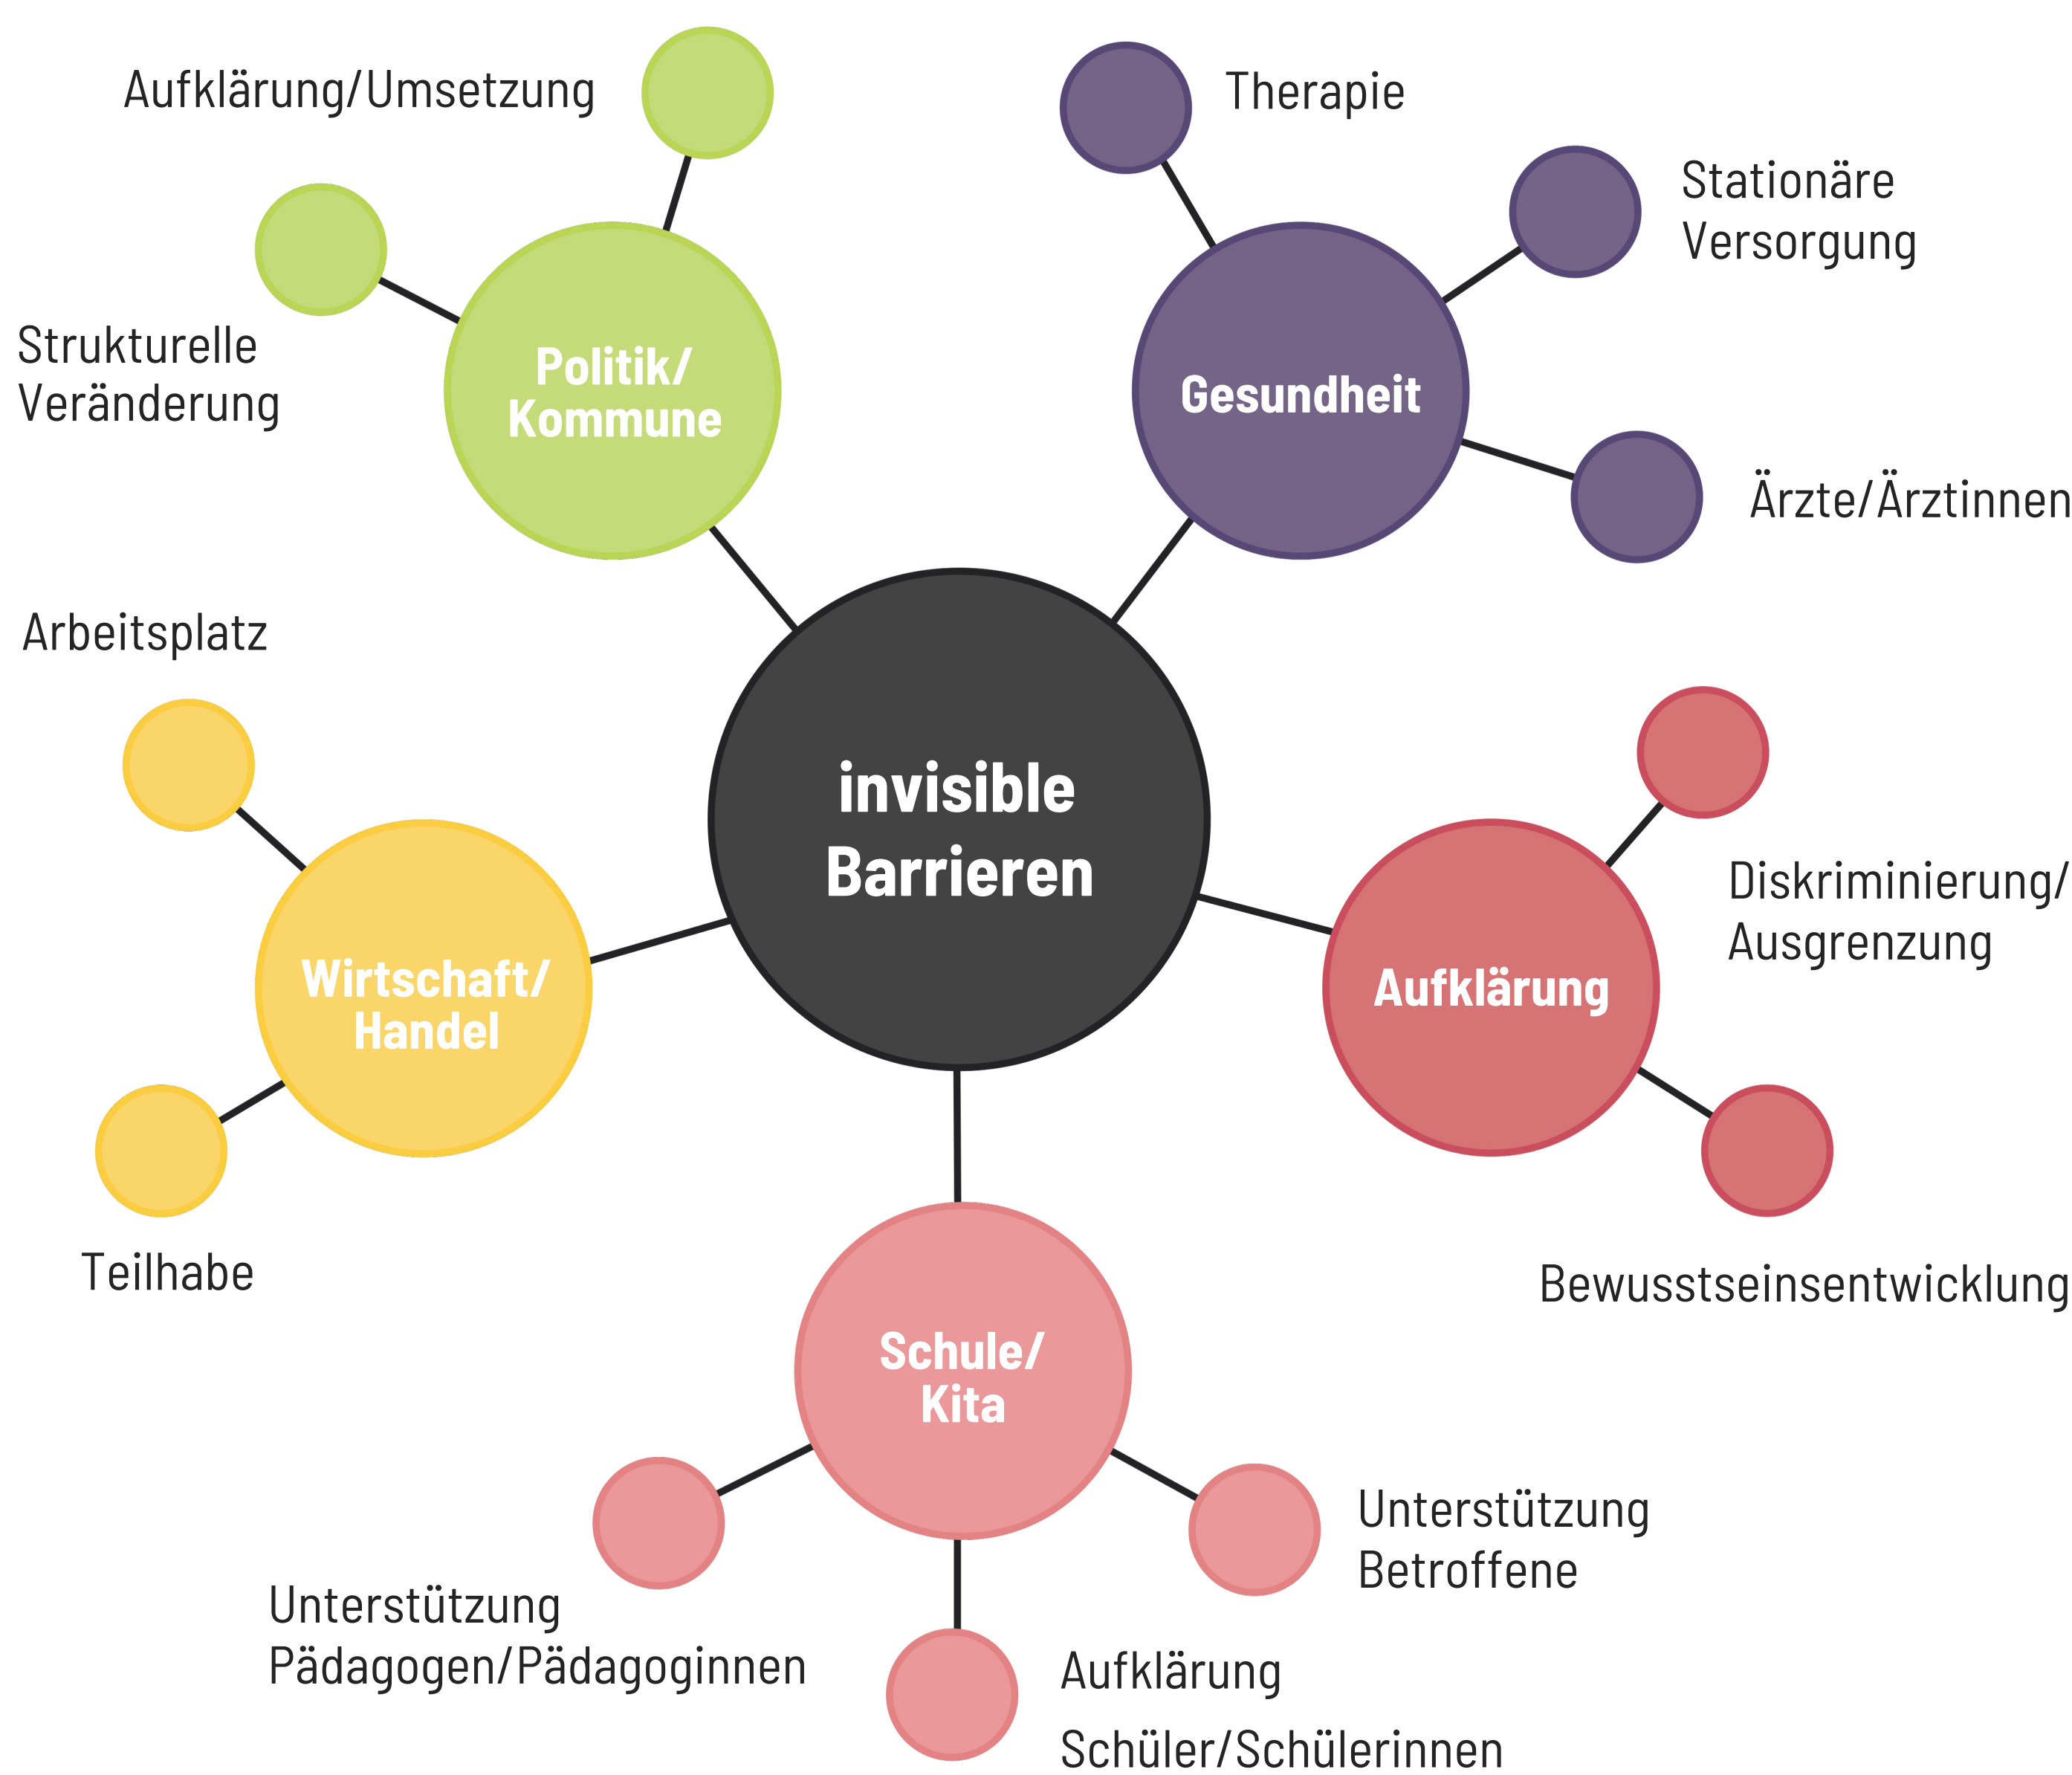 Aufklärung/Umsetzung
Therapie
Stationäre
Versorgung
Strukturelle
Veränderung
Politik/
Kommune
Gesundheit
Ärzte/Ärztinnen
Arbeitsplatz
invisible
Barrieren
Diskriminierung/
Ausgrenzung
Wirtschaft/
Handel
Aufklärung
Teilhabe
Bewusstseinsentwicklung
Schule/
Kita
Unterstützung
Betroffene
Unterstützung
Pädagogen/Pädagoginnen
Aufklärung
Schüler/Schülerinnen